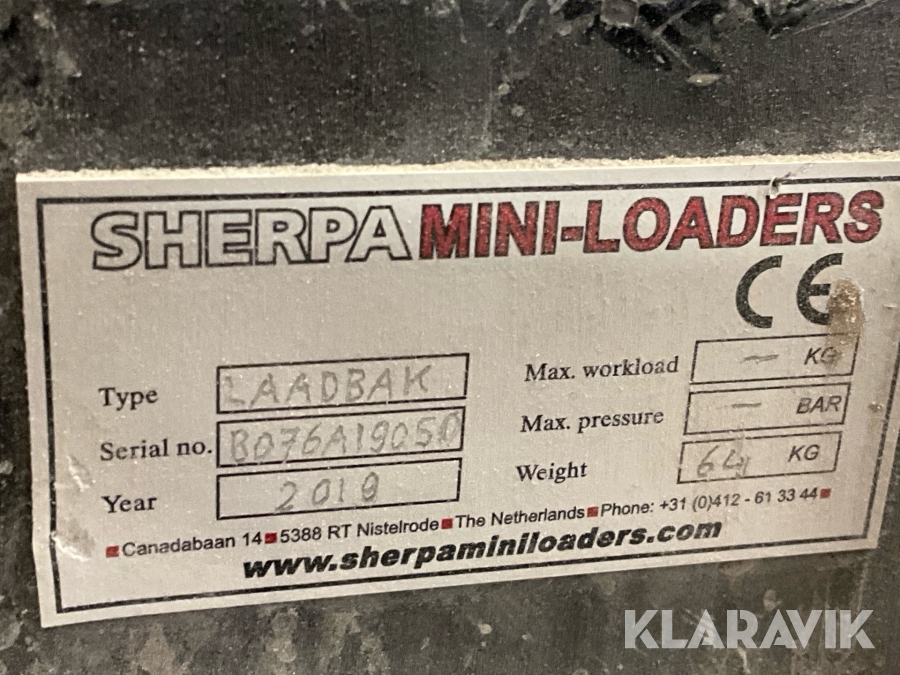 SHERPA MINI-LOADERS
CE
Type LAADBAK
Serial no. B076A19050
Year 2019
Max. workload — KG
Max. pressure — BAR
Weight 64 KG
Canadabaan 14 ■ 5388 RT Nistelrode ■ The Netherlands ■ Phone: +31 (0)412 - 61 33 44
www.sherpaminiloaders.com
KLARAVIK